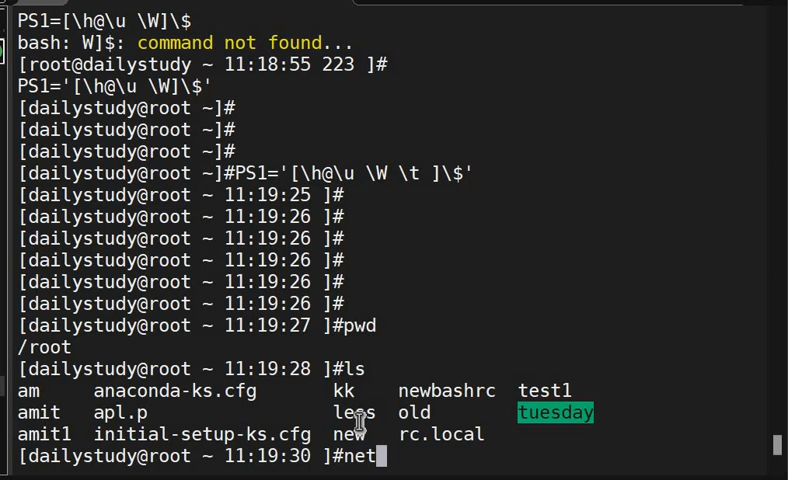 PS1=[\h@\u \W]\$
bash: W]$: command not found...
[root@dailystudy ~ 11:18:55 223 ]#
PS1='[\h@\u \W]\$'
[dailystudy@root ~]#
[dailystudy@root ~]#
[dailystudy@root ~]#
[dailystudy@root ~]#PS1='[\h@\u \W \t ]\$'
[dailystudy@root ~ 11:19:25 ]#
[dailystudy@root ~ 11:19:26 ]#
[dailystudy@root ~ 11:19:26 ]#
[dailystudy@root ~ 11:19:26 ]#
[dailystudy@root ~ 11:19:26 ]#
[dailystudy@root ~ 11:19:26 ]#
[dailystudy@root ~ 11:19:27 ]#pwd
/root
[dailystudy@root ~ 11:19:28 ]#ls
am anaconda-ks.cfg kk newbashrc test1
amit apl.p less old tuesday
amit1 initial-setup-ks.cfg new rc.local
[dailystudy@root ~ 11:19:30 ]#net